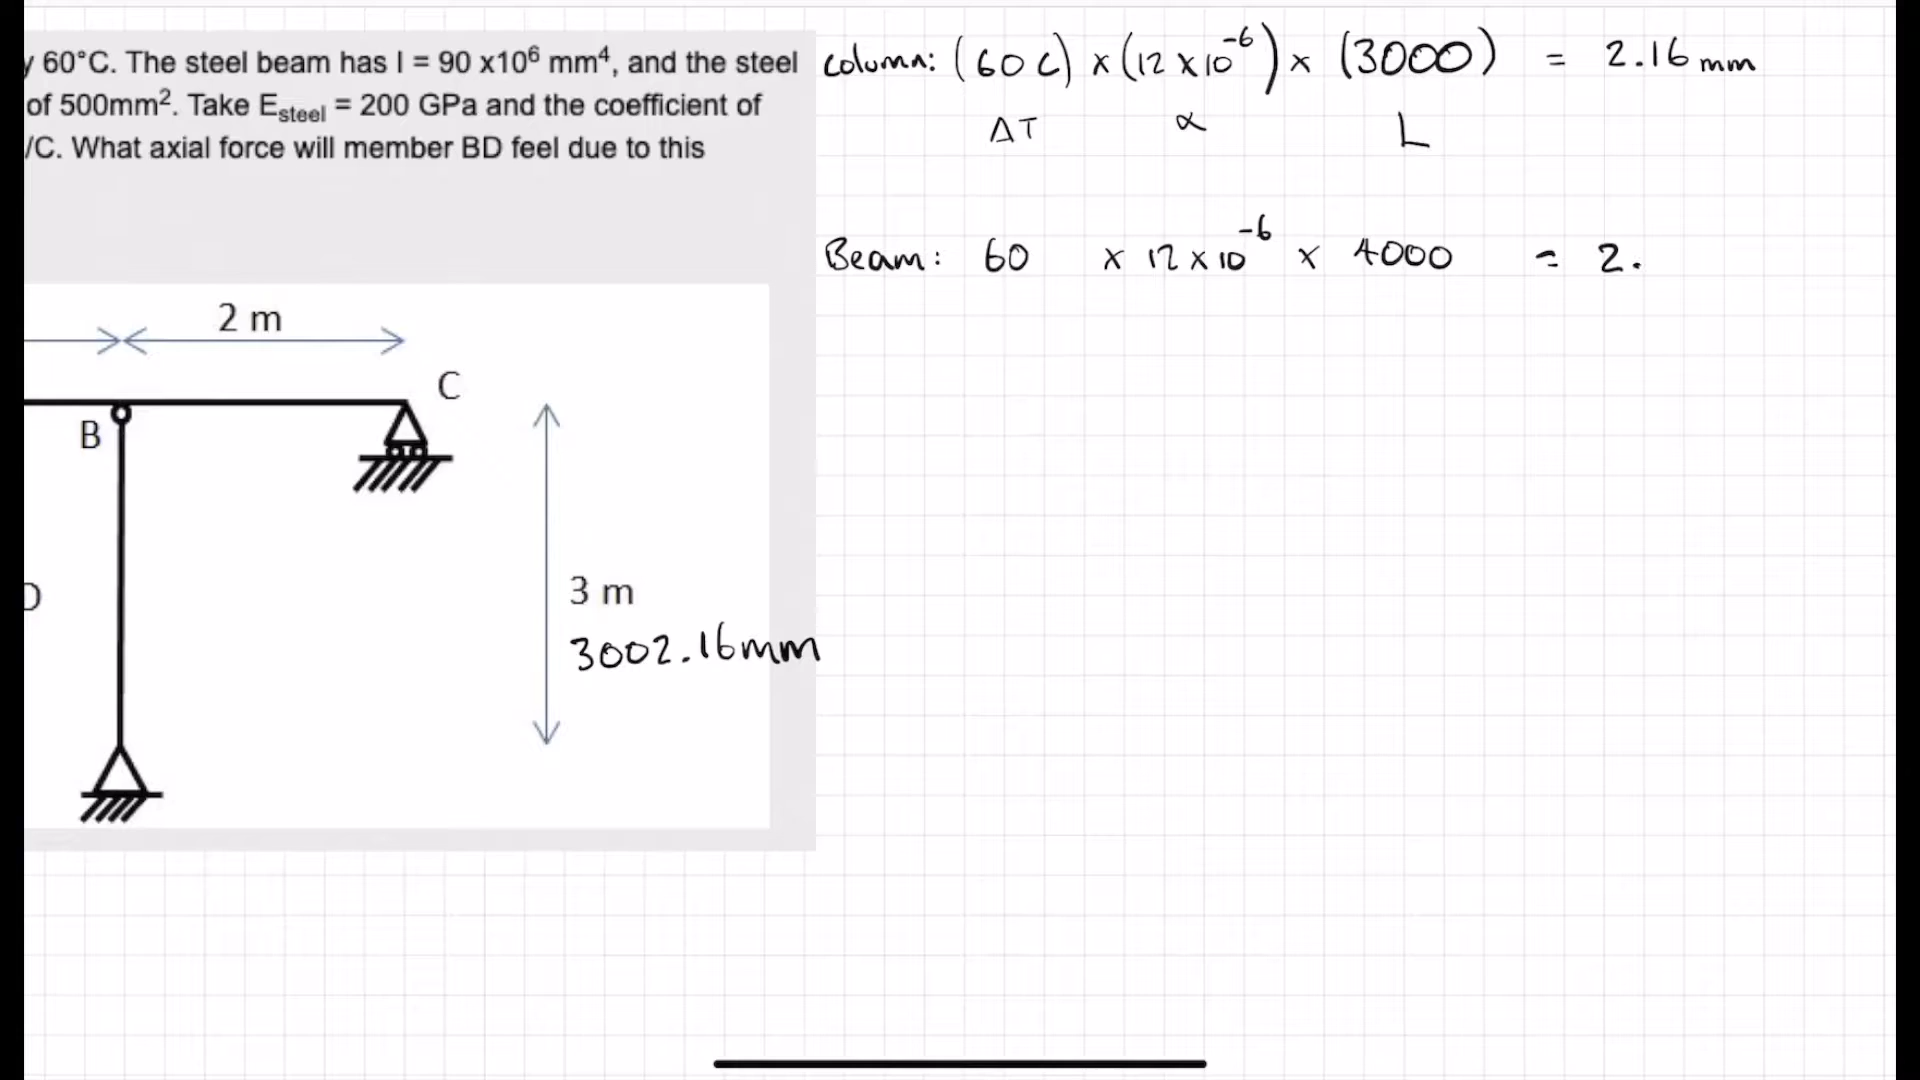 60°C. The steel beam has I = 90 x10⁶ mm⁴, and the steel
of 500mm². Take Esteel = 200 GPa and the coefficient of
/C. What axial force will member BD feel due to this
column: (60 C) x (12 x 10⁻⁶) x (3000) = 2.16 mm
ΔT α L
Beam: 60 x 12 x 10⁻⁶ x 4000 = 2.
2 m
C
B
D
3 m
3002.16mm